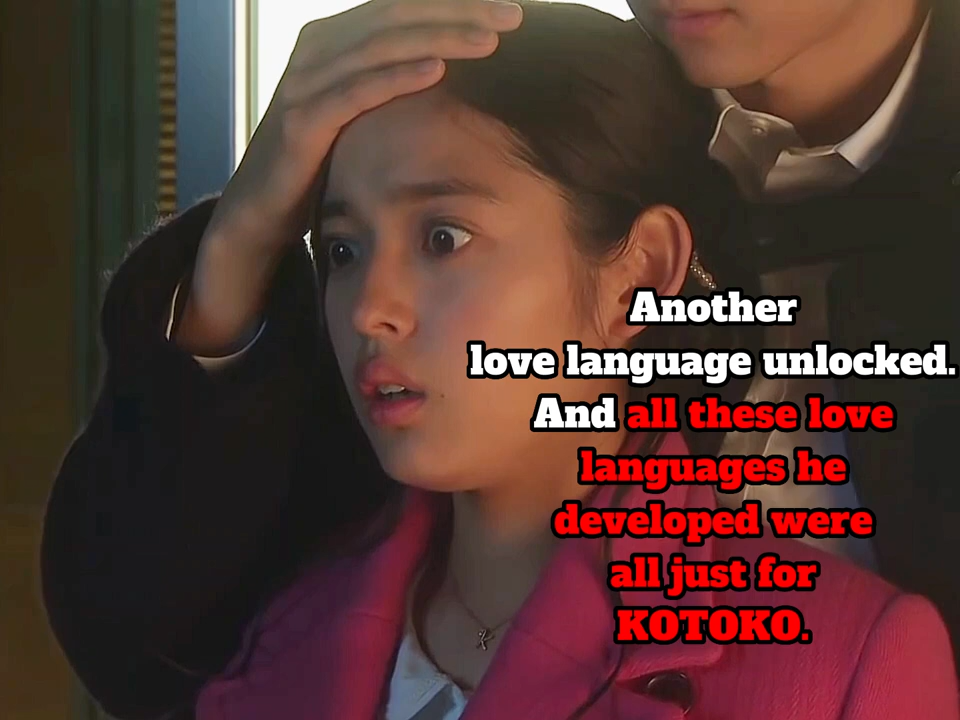 Another
love language unlocked.
And all these love
languages he
developed were
all just for
KOTOKO.